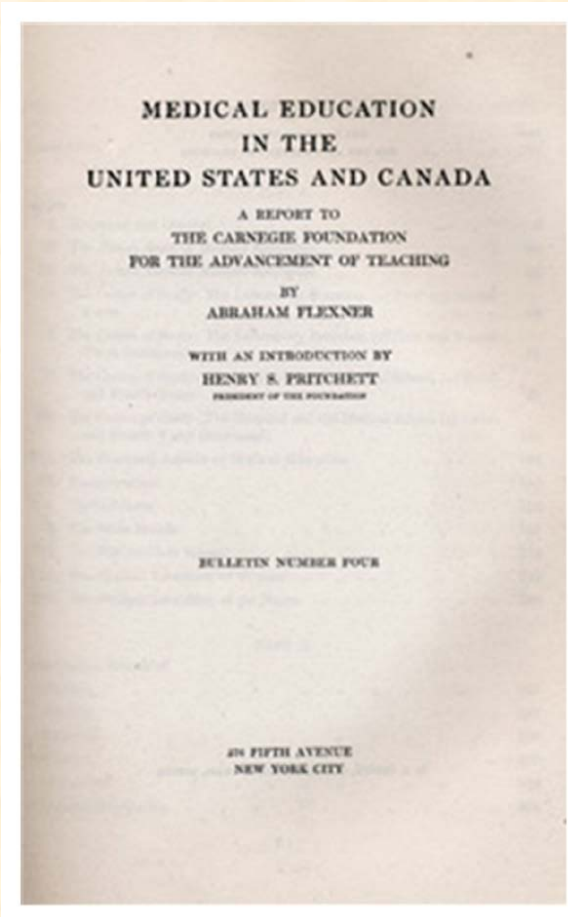 MEDICAL EDUCATION
IN THE
UNITED STATES AND CANADA
A REPORT TO
THE CARNEGIE FOUNDATION
FOR THE ADVANCEMENT OF TEACHING
BY
ABRAHAM FLEXNER
WITH AN INTRODUCTION BY
HENRY S. PRITCHETT
PRESIDENT OF THE FOUNDATION
BULLETIN NUMBER FOUR
FIFTH AVENUE
NEW YORK CITY